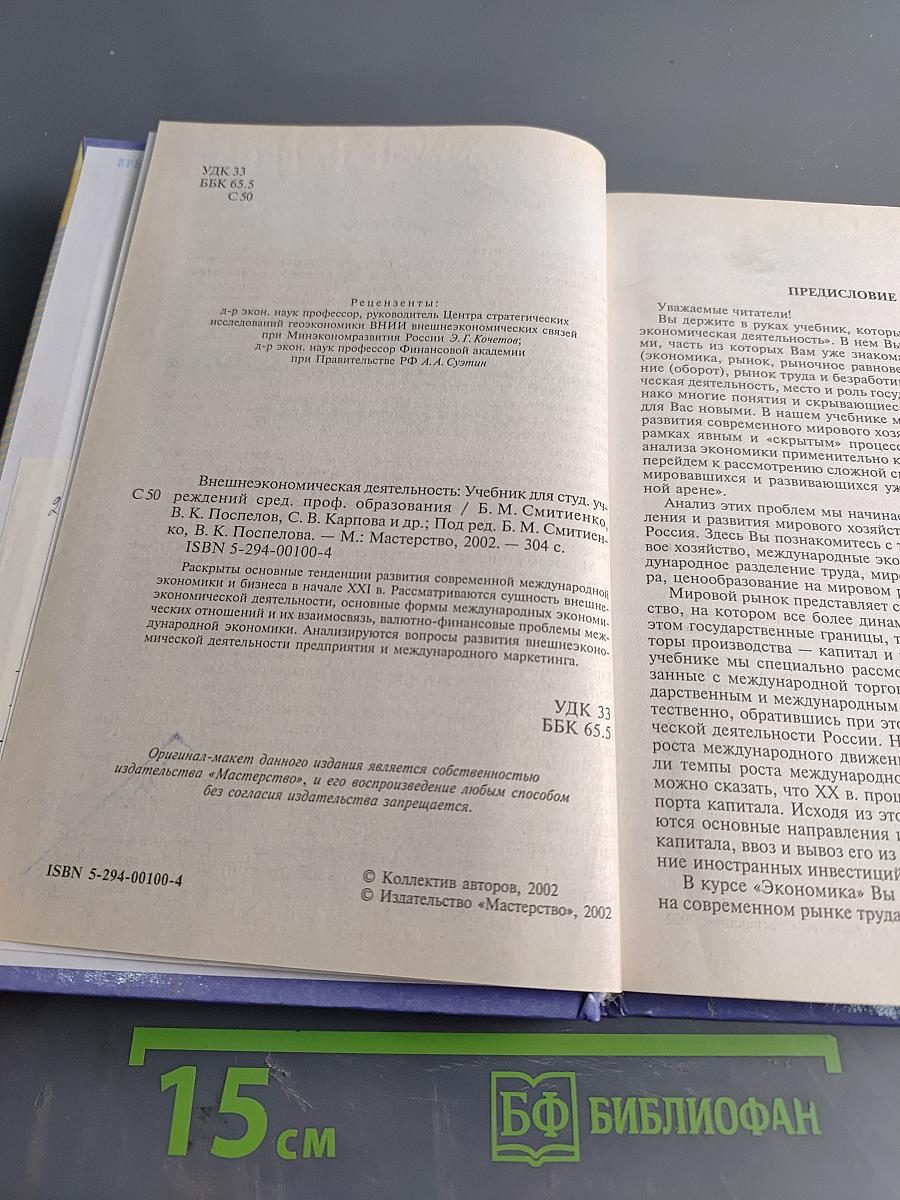 УДК 33
ББК 65.5
С 50
Рецензенты:
д-р экон. наук профессор, руководитель Центра стратегических
исследований геоэкономики ВНИИ внешнеэкономических связей
при Минэкономразвития России Э. Г. Кочетов;
д-р экон. наук профессор Финансовой академии
при Правительстве РФ А. А. Суэтин
Внешнеэкономическая деятельность: Учебник для студ. уч-
С 50 реждений сред. проф. образования / Б. М. Смитиенко,
В. К. Поспелов, С. В. Карпова и др.; Под ред. Б. М. Смитиен-
ко, В. К. Поспелова. — М.: Мастерство, 2002. — 304 с.
ISBN 5-294-00100-4
Раскрыты основные тенденции развития современной международной
экономики и бизнеса в начале XXI в. Рассматриваются сущность внешне-
экономической деятельности, основные формы международных экономи-
ческих отношений и их взаимосвязь, валютно-финансовые проблемы меж-
дународной экономики. Анализируются вопросы развития внешнеэконо-
мической деятельности предприятия и международного маркетинга.
УДК 33
ББК 65.5
Оригинал-макет данного издания является собственностью
издательства «Мастерство», и его воспроизведение любым способом
без согласия издательства запрещается.
ISBN 5-294-00100-4
© Коллектив авторов, 2002
© Издательство «Мастерство», 2002
ПРЕДИСЛОВИЕ
Уважаемые читатели!
Вы держите в руках учебник, которы
экономическая деятельность». В нем Вы
ми, часть из которых Вам уже знакома
(экономика, рынок, рыночное равнове
ние (оборот), рынок труда и безработи
ческая деятельность, место и роль госу
нако многие понятия и скрывающиес
для Вас новыми. В нашем учебнике м
развития современного мирового хозя
рамках явным и «скрытым» процесс
анализа экономики применительно к
перейдем к рассмотрению сложной с
мировавшихся и развивающихся уж
ной арене».
Анализ этих проблем мы начинае
ления и развития мирового хозяйст
Россия. Здесь Вы познакомитесь с т
вое хозяйство, международные эко
дународное разделение труда, мир
ра, ценообразование на мировом р
Мировой рынок представляет с
ство, на котором все более динам
этом государственные границы, т
торы производства — капитал и
учебнике мы специально рассмо
занные с международной торго
дарственным и международным
тественно, обратившись при это
ческой деятельности России. Н
роста международного движен
ли темпы роста международно
можно сказать, что XX в. прош
порта капитала. Исходя из это
ются основные направления и
капитала, ввоз и вывоз его из
ние иностранных инвестиций
В курсе «Экономика» Вы
на современном рынке труда
15 см
БФ БИБЛИОФАН